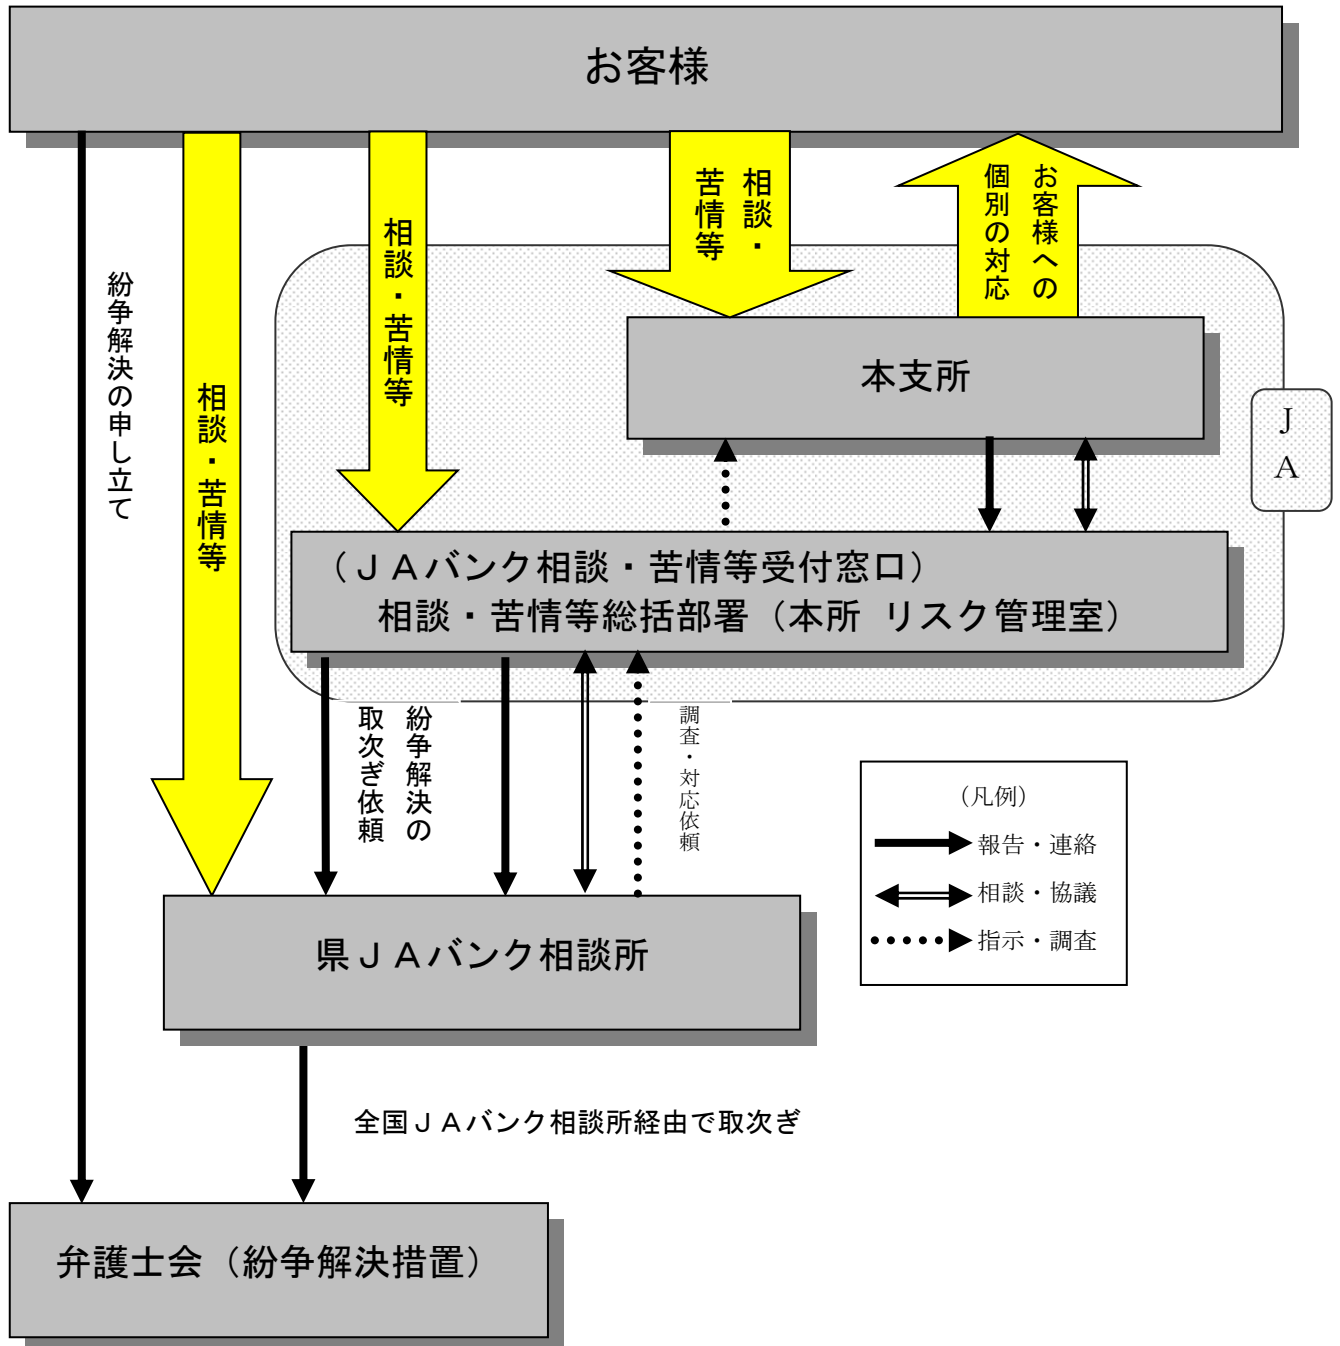 お客様
紛争解決の申し立て
相談・苦情等
相談・苦情等
相談・
苦情等
お客様への
個別の対応
本支所
ＪＡ
（ＪＡバンク相談・苦情等受付窓口）
相談・苦情等総括部署（本所 リスク管理室）
紛争解決の
取次ぎ依頼
調査・対応依頼
（凡例）
報告・連絡
相談・協議
指示・調査
県ＪＡバンク相談所
全国ＪＡバンク相談所経由で取次ぎ
弁護士会（紛争解決措置）